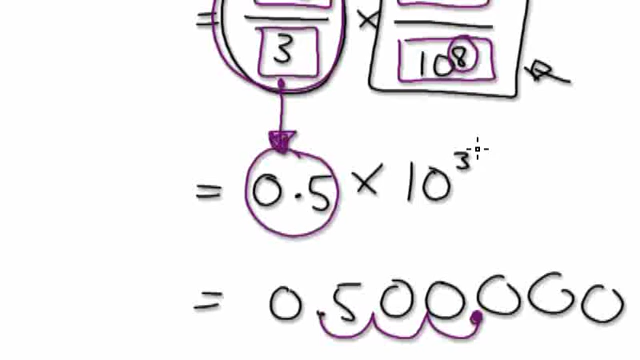 = 3 × 10⁸
= 0.5 × 10³
= 0.500000